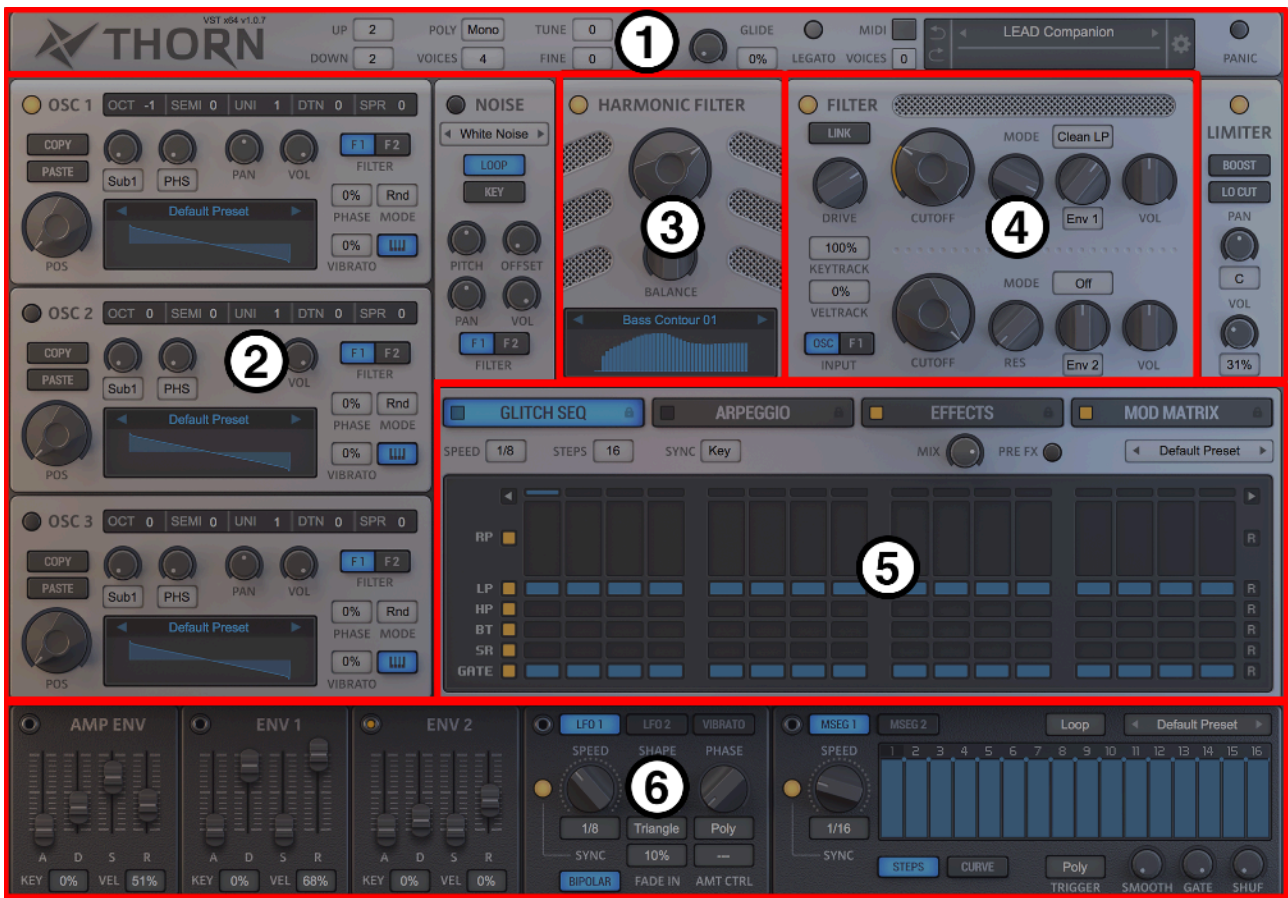 VST x64 v1.0.7
THORN
UP 2 POLY Mono TUNE 0 GLIDE MIDI LEAD Companion
DOWN 2 VOICES 4 FINE 0 0% LEGATO VOICES 0 PANIC
1
OSC 1 OCT -1 SEMI 0 UNI 1 DTN 0 SPR 0
COPY
PASTE
Sub1 PHS PAN VOL
F1 F2
FILTER
0% Rnd
PHASE MODE
0%
VIBRATO
Default Preset
POS
OSC 2 OCT 0 SEMI 0 UNI 1 DTN 0 SPR 0
COPY
PASTE
Sub1 PHS VOL
2
F1 F2
FILTER
0% Rnd
PHASE MODE
0%
VIBRATO
Default Preset
POS
OSC 3 OCT 0 SEMI 0 UNI 1 DTN 0 SPR 0
COPY
PASTE
Sub1 PHS PAN VOL
F1 F2
FILTER
0% Rnd
PHASE MODE
0%
VIBRATO
Default Preset
POS
NOISE
White Noise
LOOP
KEY
PITCH OFFSET
PAN VOL
F1 F2
FILTER
HARMONIC FILTER
3
BALANCE
Bass Contour 01
FILTER
LINK
MODE Clean LP
DRIVE CUTOFF Env 1 VOL
4
100%
KEYTRACK
0%
VELTRACK
OSC F1
INPUT
MODE Off
CUTOFF RES Env 2 VOL
LIMITER
BOOST
LO CUT
PAN
C
VOL
31%
GLITCH SEQ ARPEGGIO EFFECTS MOD MATRIX
SPEED 1/8 STEPS 16 SYNC Key MIX PRE FX Default Preset
RP R
5
LP R
HP R
BT R
SR R
GATE R
AMP ENV
A D S R
KEY 0% VEL 51%
ENV 1
A D S R
KEY 0% VEL 68%
ENV 2
A D S R
KEY 0% VEL 0%
LFO 1 LFO 2 VIBRATO
SPEED SHAPE PHASE
6
1/8 Triangle Poly
SYNC 10% ---
BIPOLAR FADE IN AMT CTRL
MSEG 1 MSEG 2 Loop Default Preset
SPEED 1 2 3 4 5 6 7 8 9 10 11 12 13 14 15 16
1/16
SYNC
STEPS CURVE Poly
TRIGGER SMOOTH GATE SHUF